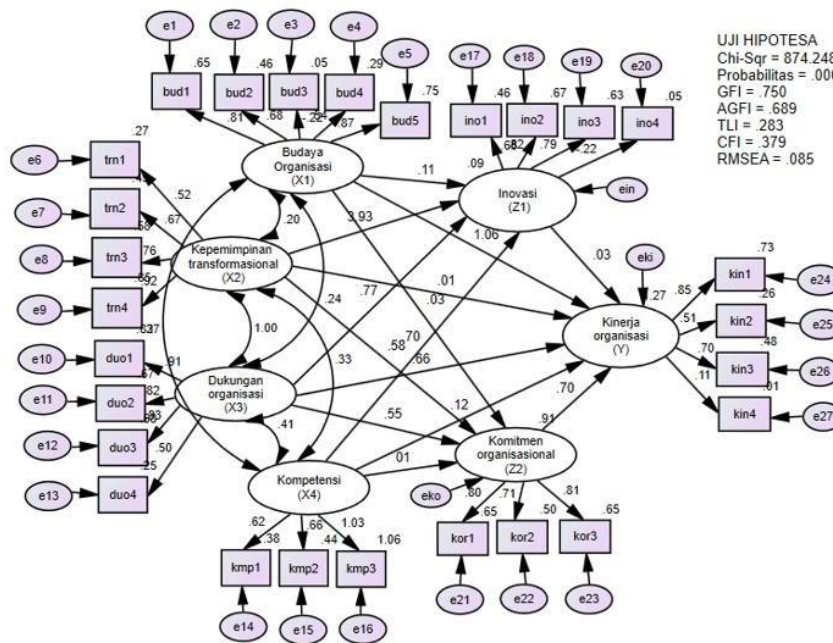 UJI HIPOTESA
Chi-Sqr = 874.248
Probabilitas = .000
GFI = .750
AGFI = .689
TLI = .283
CFI = .379
RMSEA = .085
e1
e2
e3
e4
e5
.65
.46
.05
.29
.75
bud1
bud2
bud3
bud4
bud5
.81
.68
-.22
.87
e17
e18
e19
e20
.46
.67
.63
.05
ino1
ino2
ino3
ino4
.82
.79
-.22
Budaya
Organisasi
(X1)
.11
.09
Inovasi
(Z1)
ein
e6
e7
e8
e9
.27
trn1
trn2
trn3
trn4
.52
.67
.76
.92
.20
Kepemimpinan
transformasional
(X2)
3.93
1.06
.01
.03
.77
.03
.24
1.00
.33
.70
.58
.66
eki
.27
Kinerja
organisasi
(Y)
.73
kin1
e24
.85
.26
kin2
e25
.51
.48
kin3
e26
.70
.01
kin4
e27
.11
e10
e11
e12
e13
duo1
duo2
duo3
duo4
.91
.82
.93
.50
.25
Dukungan
organisasi
(X3)
.41
.55
.12
.70
.91
01
Kompetensi
(X4)
Komitmen
organisasional
(Z2)
eko
.80
.71
.81
.65
.50
.65
kor1
kor2
kor3
e21
e22
e23
.62
.66
1.03
.38
.44
1.06
kmp1
kmp2
kmp3
e14
e15
e16